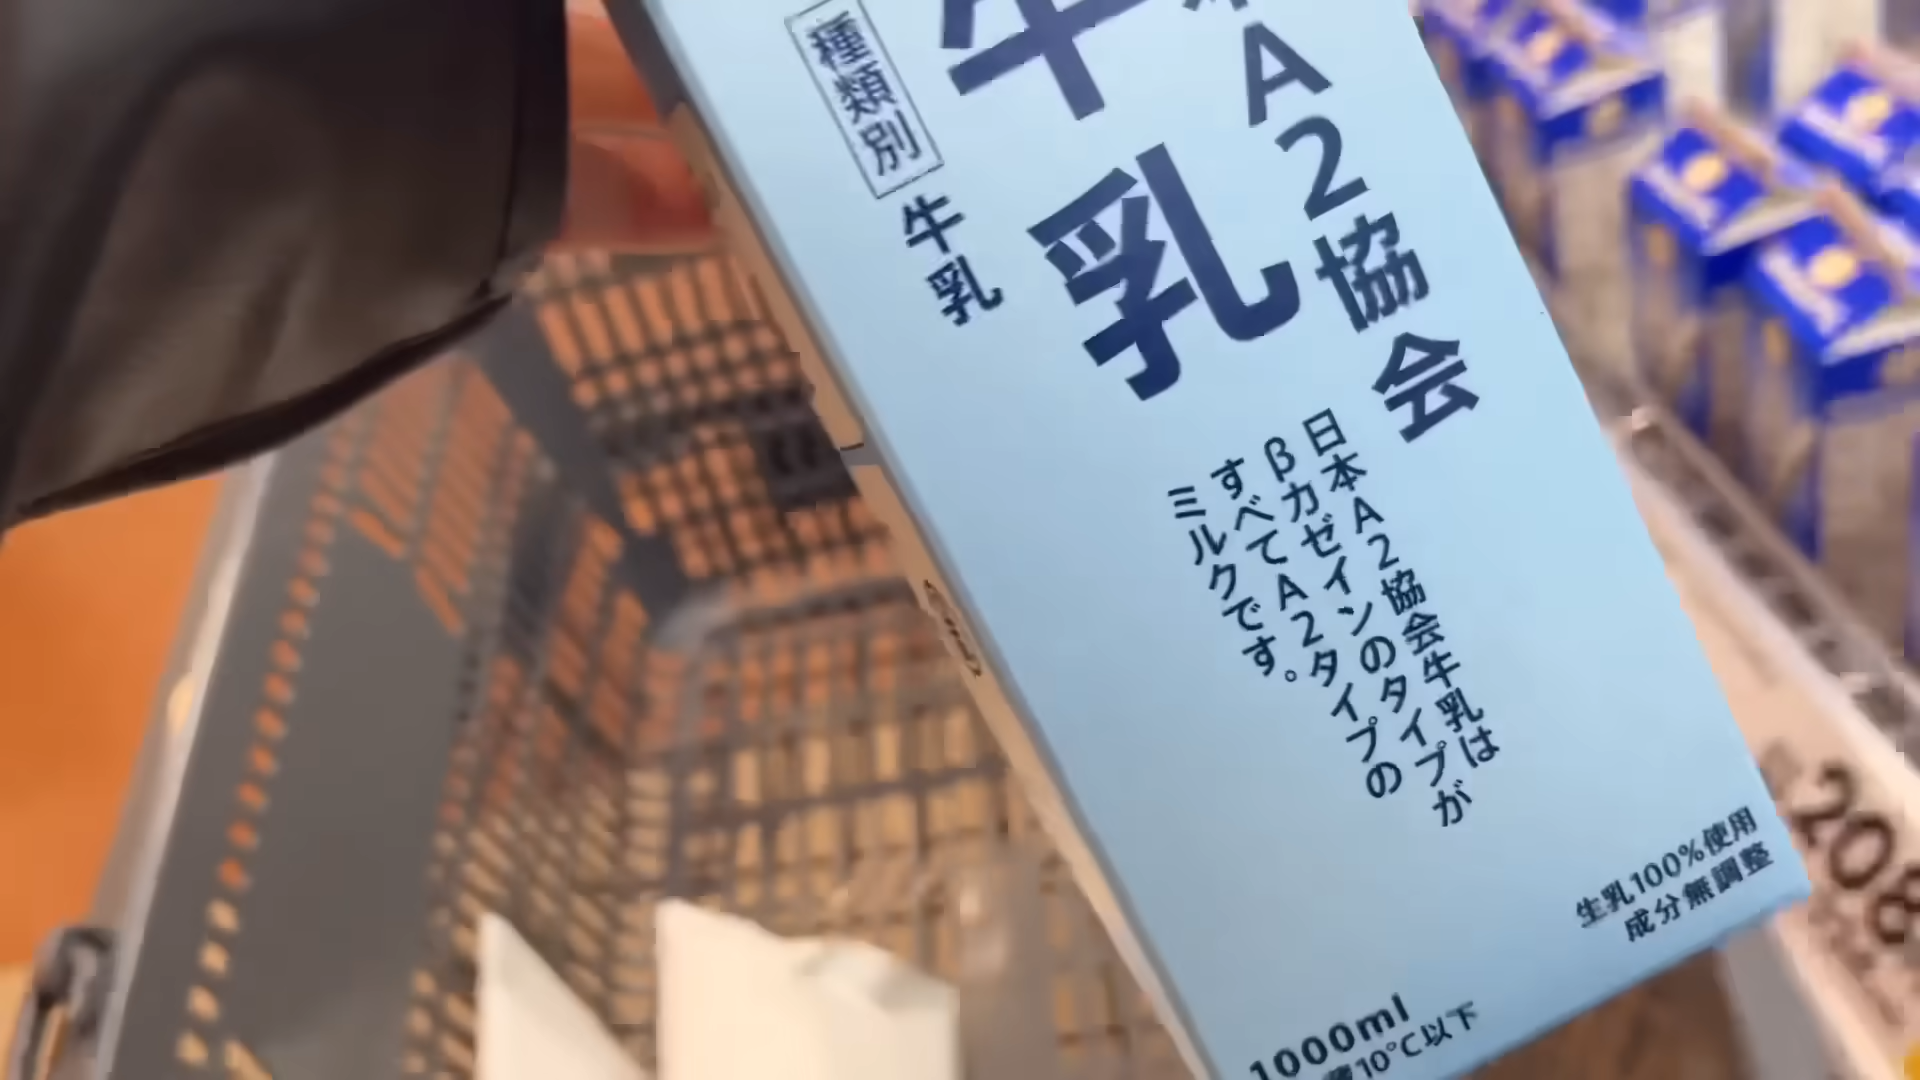 本A2協会
牛乳
種類別
牛乳
日本A2協会牛乳は
βカゼインのタイプが
すべてA2タイプの
ミルクです。
生乳100%使用
成分無調整
1000ml
10℃以下
208